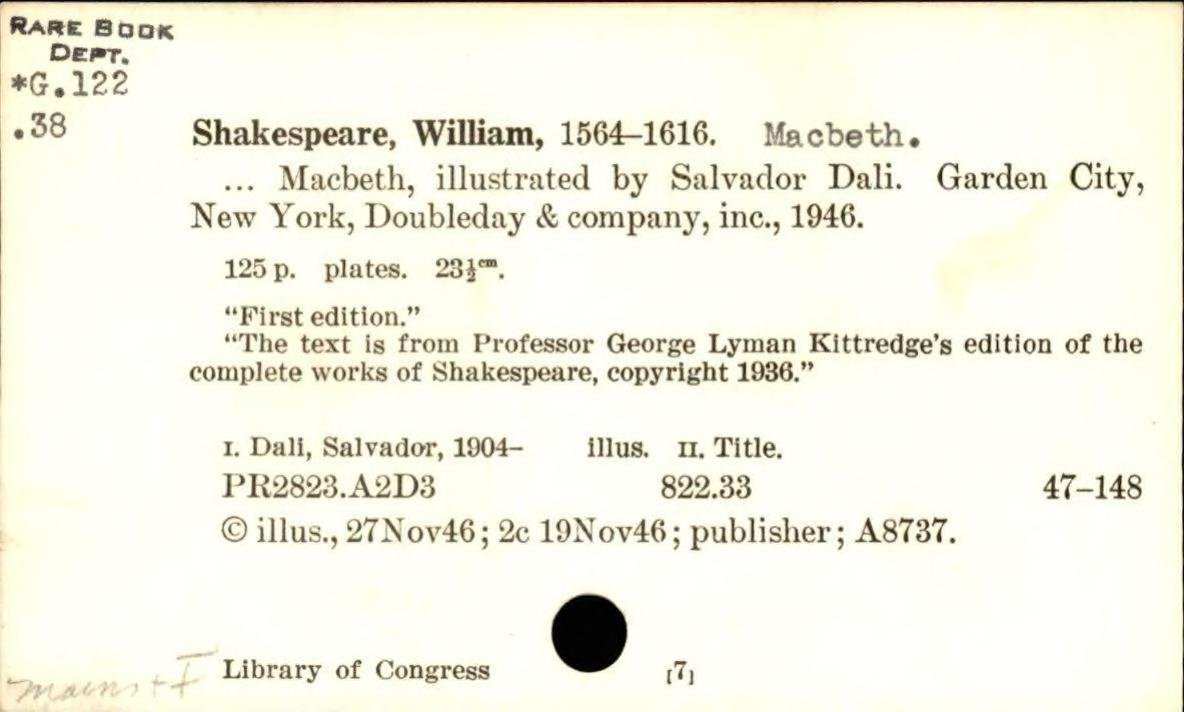 RARE BOOK
DEPT.
*G.122
.38
Shakespeare, William, 1564–1616. Macbeth.
... Macbeth, illustrated by Salvador Dali. Garden City,
New York, Doubleday & company, inc., 1946.
125 p. plates. 23½ᶜᵐ.
“First edition.”
“The text is from Professor George Lyman Kittredge’s edition of the
complete works of Shakespeare, copyright 1936.”
I. Dali, Salvador, 1904– illus. II. Title.
PR2823.A2D3 822.33 47–148
© illus., 27Nov46; 2c 19Nov46; publisher; A8737.
Library of Congress [7]